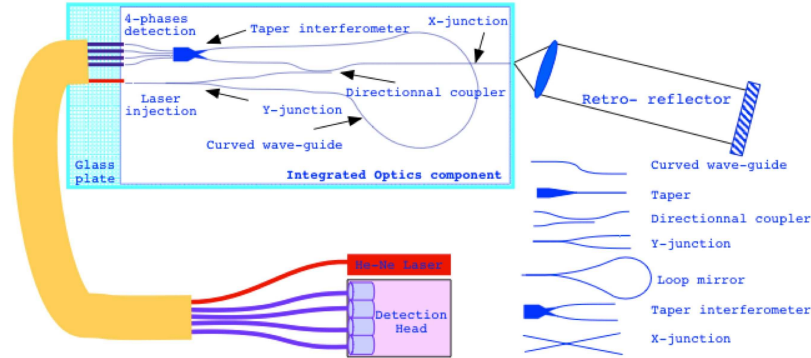 4-phases
detection
Taper interferometer
X-junction
Laser
injection
Y-junction
Directionnal coupler
Curved wave-guide
Glass
plate
Integrated Optics component
Retro- reflector
He-Ne Laser
Detection
Head
Curved wave-guide
Taper
Directionnal coupler
Y-junction
Loop mirror
Taper interferometer
X-junction